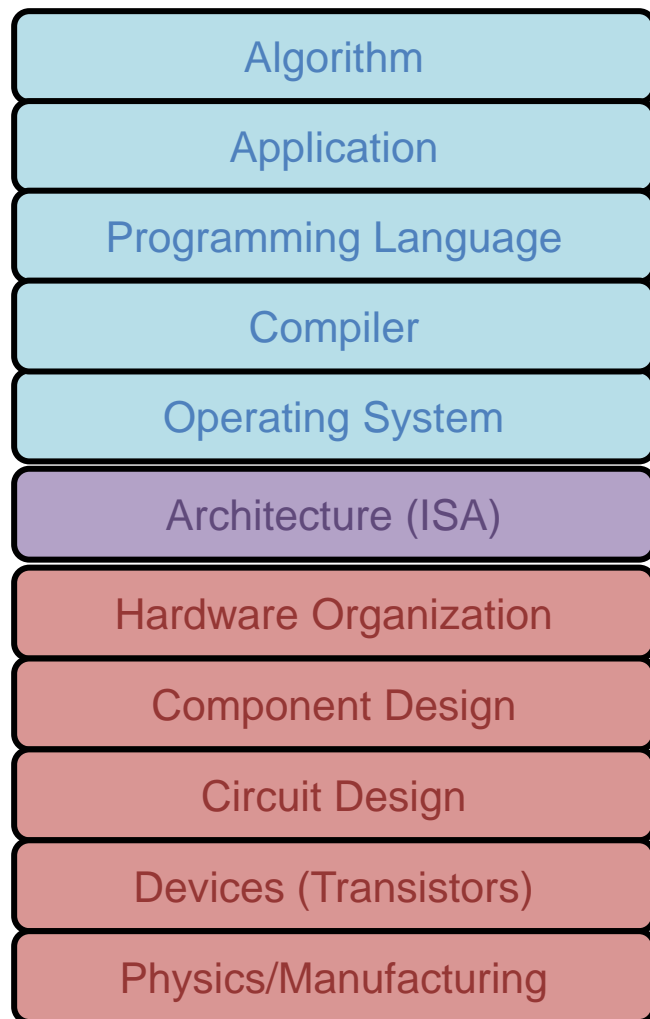 Algorithm
Application
Programming Language
Compiler
Operating System
Architecture (ISA)
Hardware Organization
Component Design
Circuit Design
Devices (Transistors)
Physics/Manufacturing